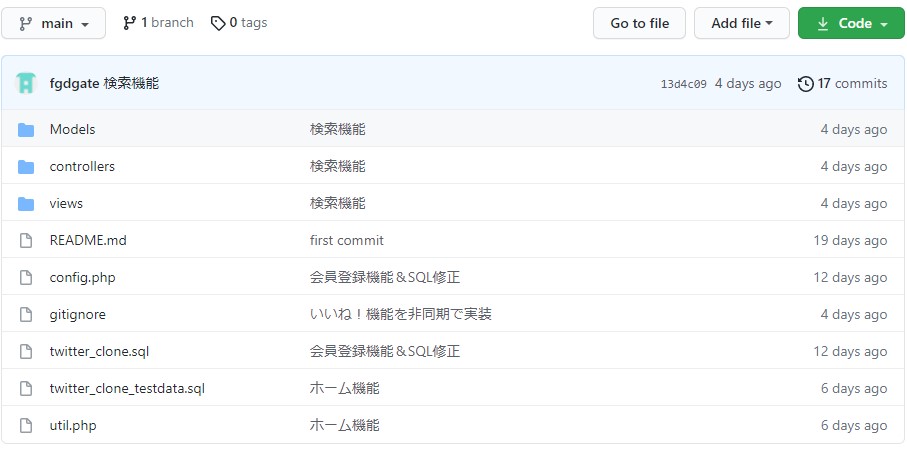 main 1 branch 0 tags Go to file Add file Code
fgdgate 検索機能 13d4c09 4 days ago 17 commits
Models 検索機能 4 days ago
controllers 検索機能 4 days ago
views 検索機能 4 days ago
README.md first commit 19 days ago
config.php 会員登録機能＆SQL修正 12 days ago
gitignore いいね！機能を非同期で実装 4 days ago
twitter_clone.sql 会員登録機能＆SQL修正 12 days ago
twitter_clone_testdata.sql ホーム機能 6 days ago
util.php ホーム機能 6 days ago